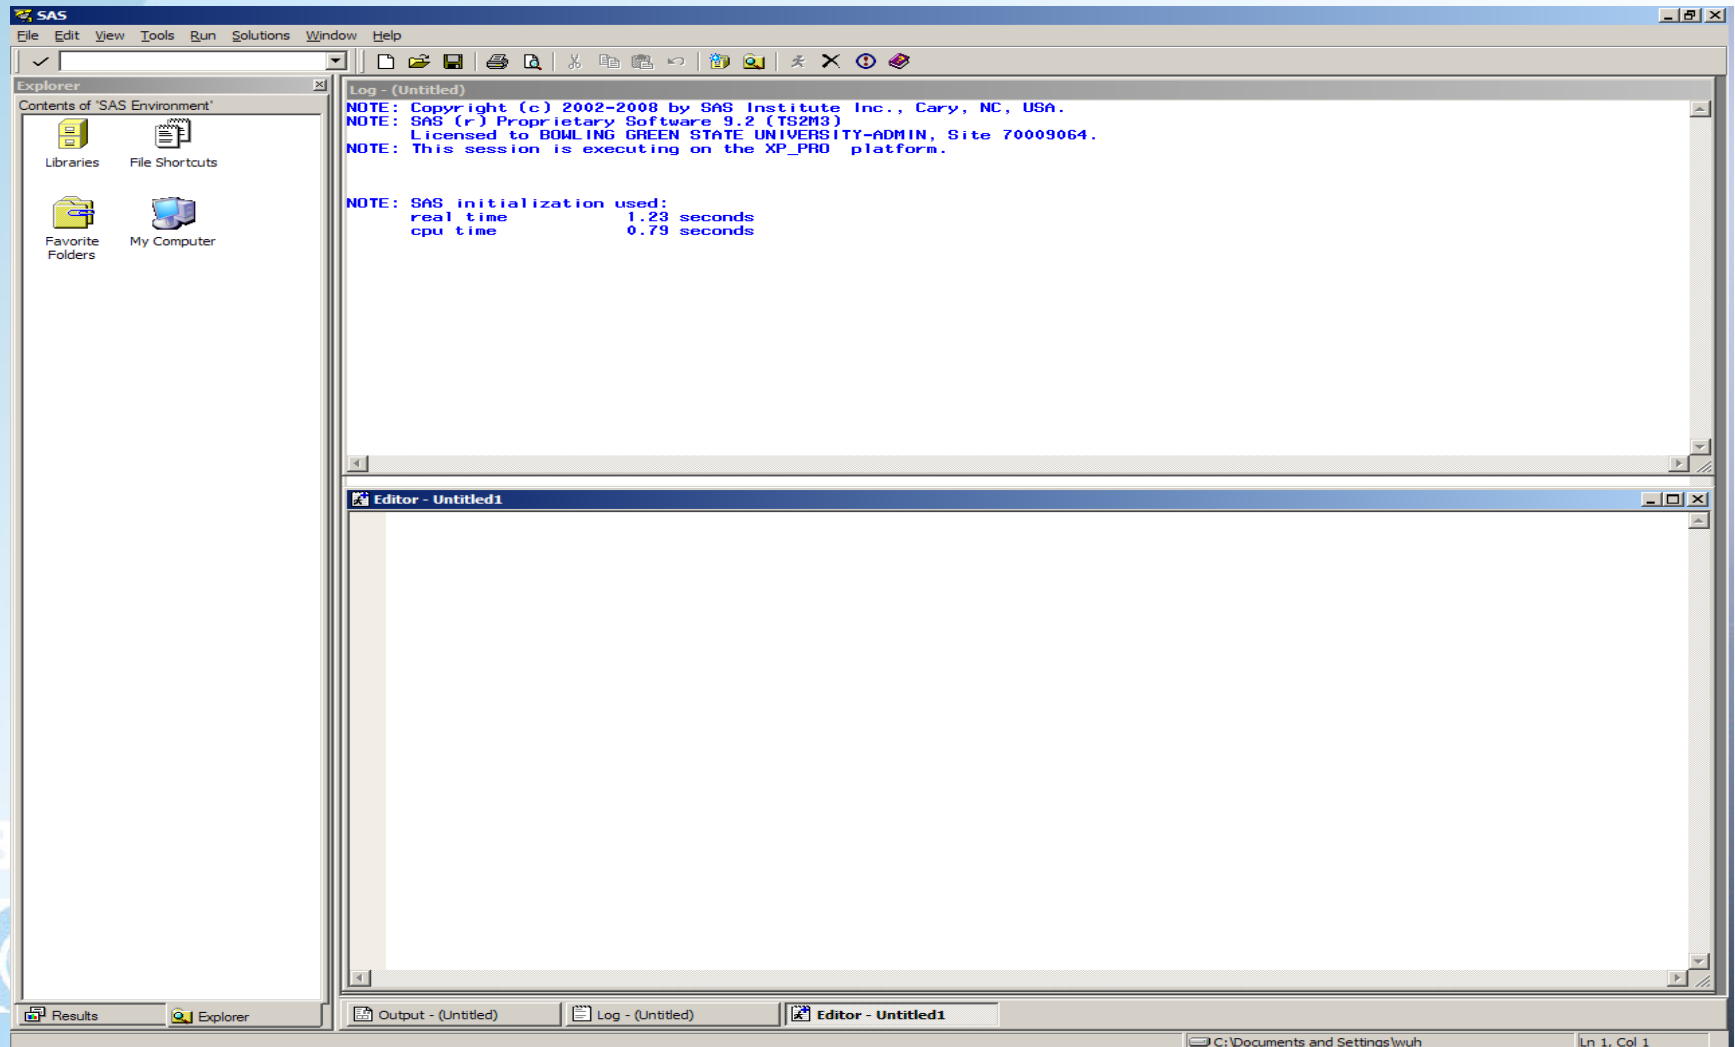 SAS
File Edit View Tools Run Solutions Window Help
Explorer
Contents of 'SAS Environment'
Libraries File Shortcuts
Favorite Folders My Computer
Log - (Untitled)
NOTE: Copyright (c) 2002-2008 by SAS Institute Inc., Cary, NC, USA.
NOTE: SAS (r) Proprietary Software 9.2 (TS2M3)
Licensed to BOWLING GREEN STATE UNIVERSITY-ADMIN, Site 70009064.
NOTE: This session is executing on the XP_PRO platform.
NOTE: SAS initialization used:
real time 1.23 seconds
cpu time 0.79 seconds
Editor - Untitled1
Results Explorer
Output - (Untitled) Log - (Untitled) Editor - Untitled1
C:\Documents and Settings\wuh Ln 1, Col 1